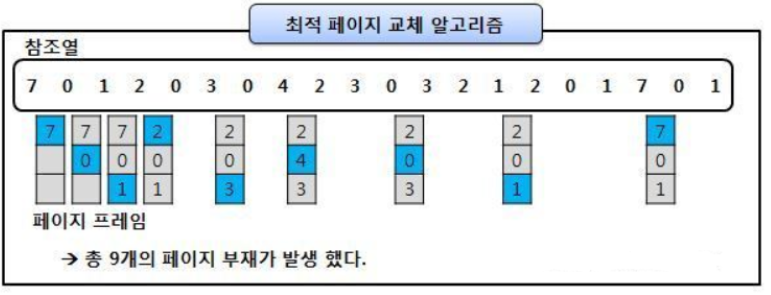 최적 페이지 교체 알고리즘
참조열
7 0 1 2 0 3 0 4 2 3 0 3 2 1 2 0 1 7 0 1
7 7 7 2 2 2 2 2 7
0 0 0 0 4 0 0 0
1 1 3 3 3 1 1
페이지 프레임
→ 총 9개의 페이지 부재가 발생 했다.